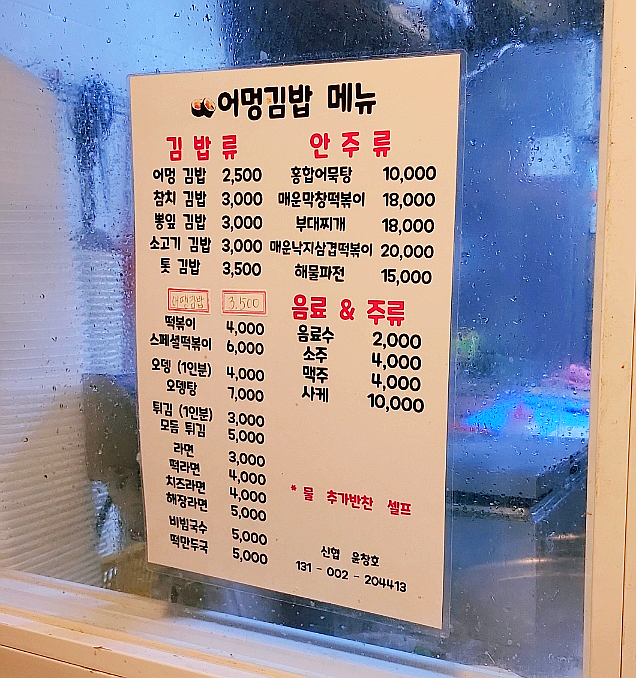 어멍김밥 메뉴
김밥류
어멍 김밥 2,500
참치 김밥 3,000
뽕잎 김밥 3,000
소고기 김밥 3,000
톳 김밥 3,500
3,500
떡볶이 4,000
스페셜떡볶이 6,000
오뎅 (1인분) 4,000
오뎅탕 7,000
튀김 (1인분) 3,000
모듬 튀김 5,000
라면 3,000
떡라면 4,000
치즈라면 4,000
해장라면 5,000
비빔국수 5,000
떡만두국 5,000
안주류
홍합어묵탕 10,000
매운막창떡볶이 18,000
부대찌개 18,000
매운낙지삼겹떡볶이 20,000
해물파전 15,000
음료 & 주류
음료수 2,000
소주 4,000
맥주 4,000
사케 10,000
* 물 추가반찬 셀프
신협 윤창호
131 - 002 - 204413